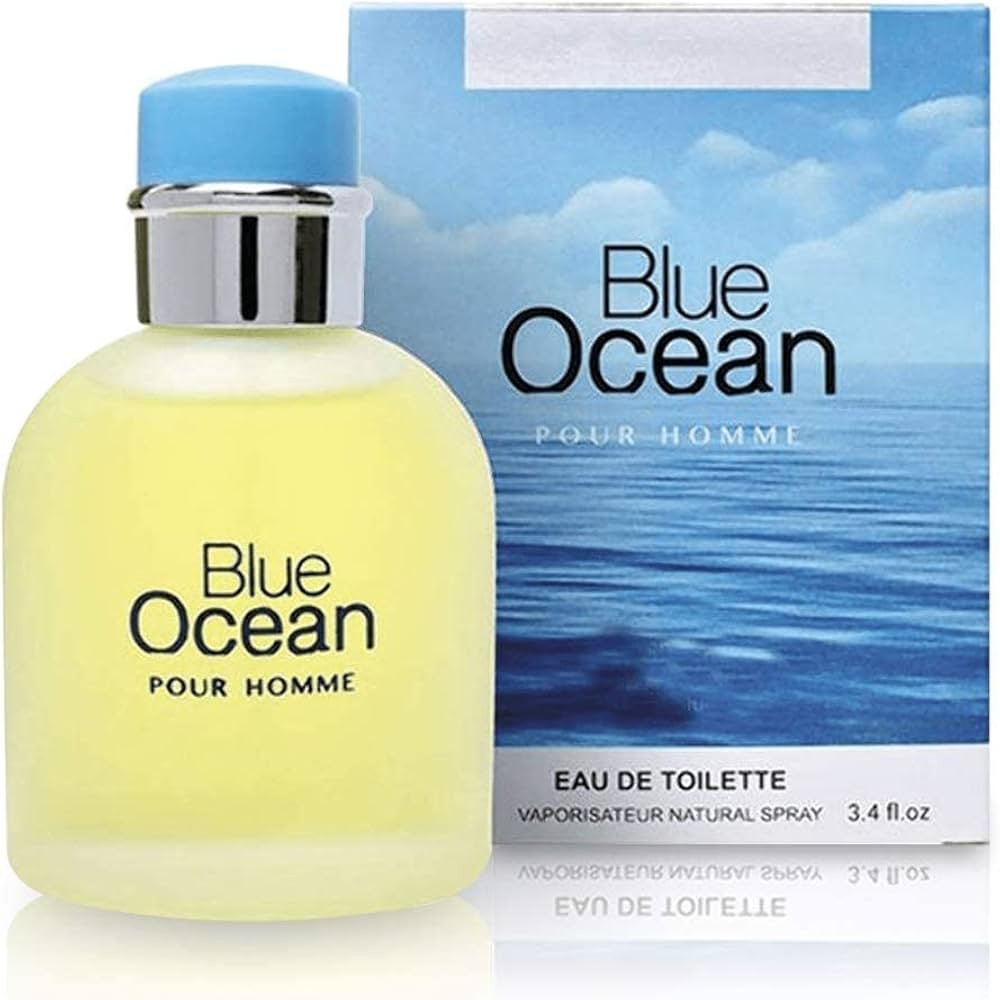 Blue
Ocean
POUR HOMME
EAU DE TOILETTE
VAPORISATEUR NATURAL SPRAY 3.4 fl.oz
Blue
Ocean
POUR HOMME